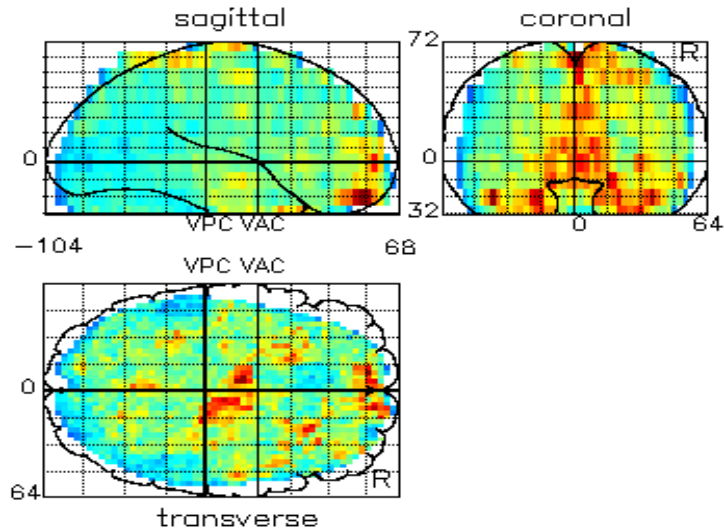 sagittal coronal
72
R
0 0
32
VPC VAC 0 64
−104 68
VPC VAC
0
64
R
transverse